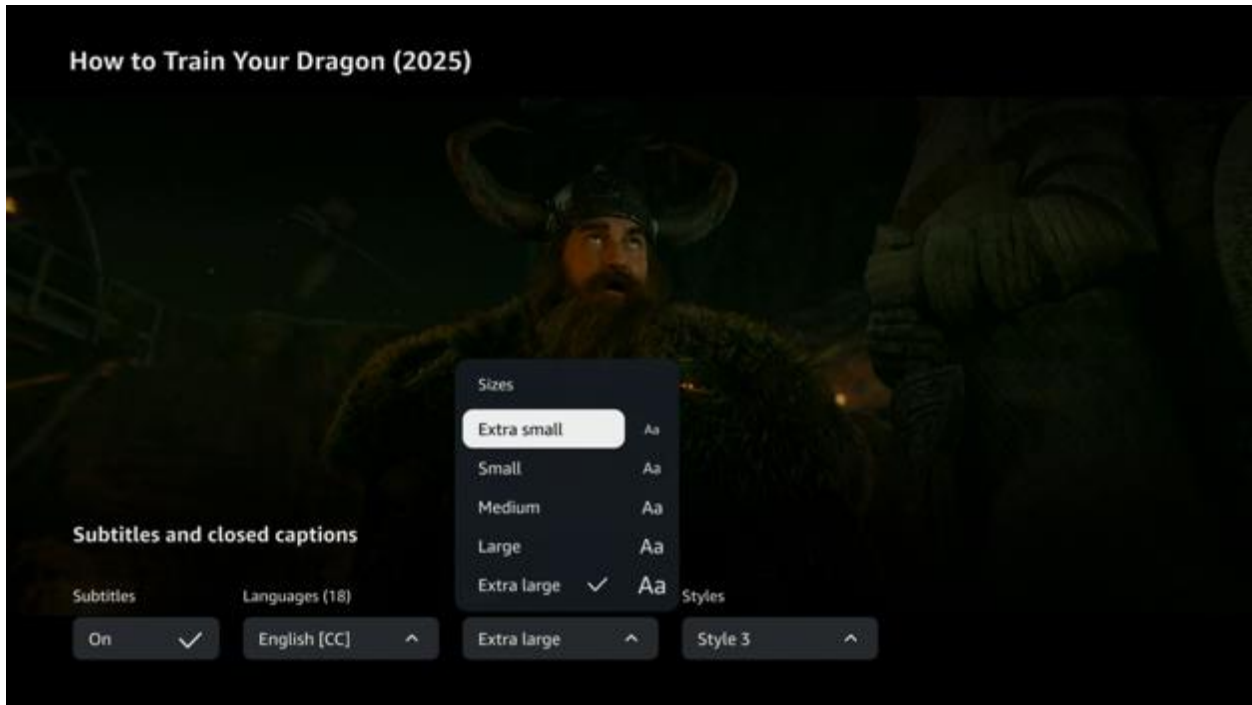 How to Train Your Dragon (2025)
Sizes
Extra small Aa
Small Aa
Medium Aa
Large Aa
Extra large Aa
Subtitles and closed captions
Subtitles Languages (18) Styles
On English [CC] Extra large Style 3